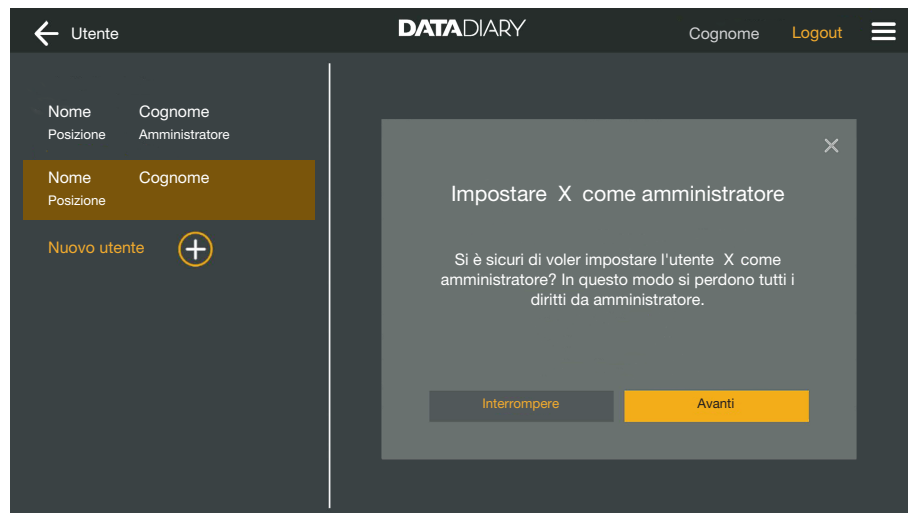 Utente
DATADIARY
Cognome Logout
Nome Cognome
Posizione Amministratore
Nome Cognome
Posizione
Nuovo utente
Impostare X come amministratore
Si è sicuri di voler impostare l'utente X come
amministratore? In questo modo si perdono tutti i
diritti da amministratore.
Interrompere Avanti